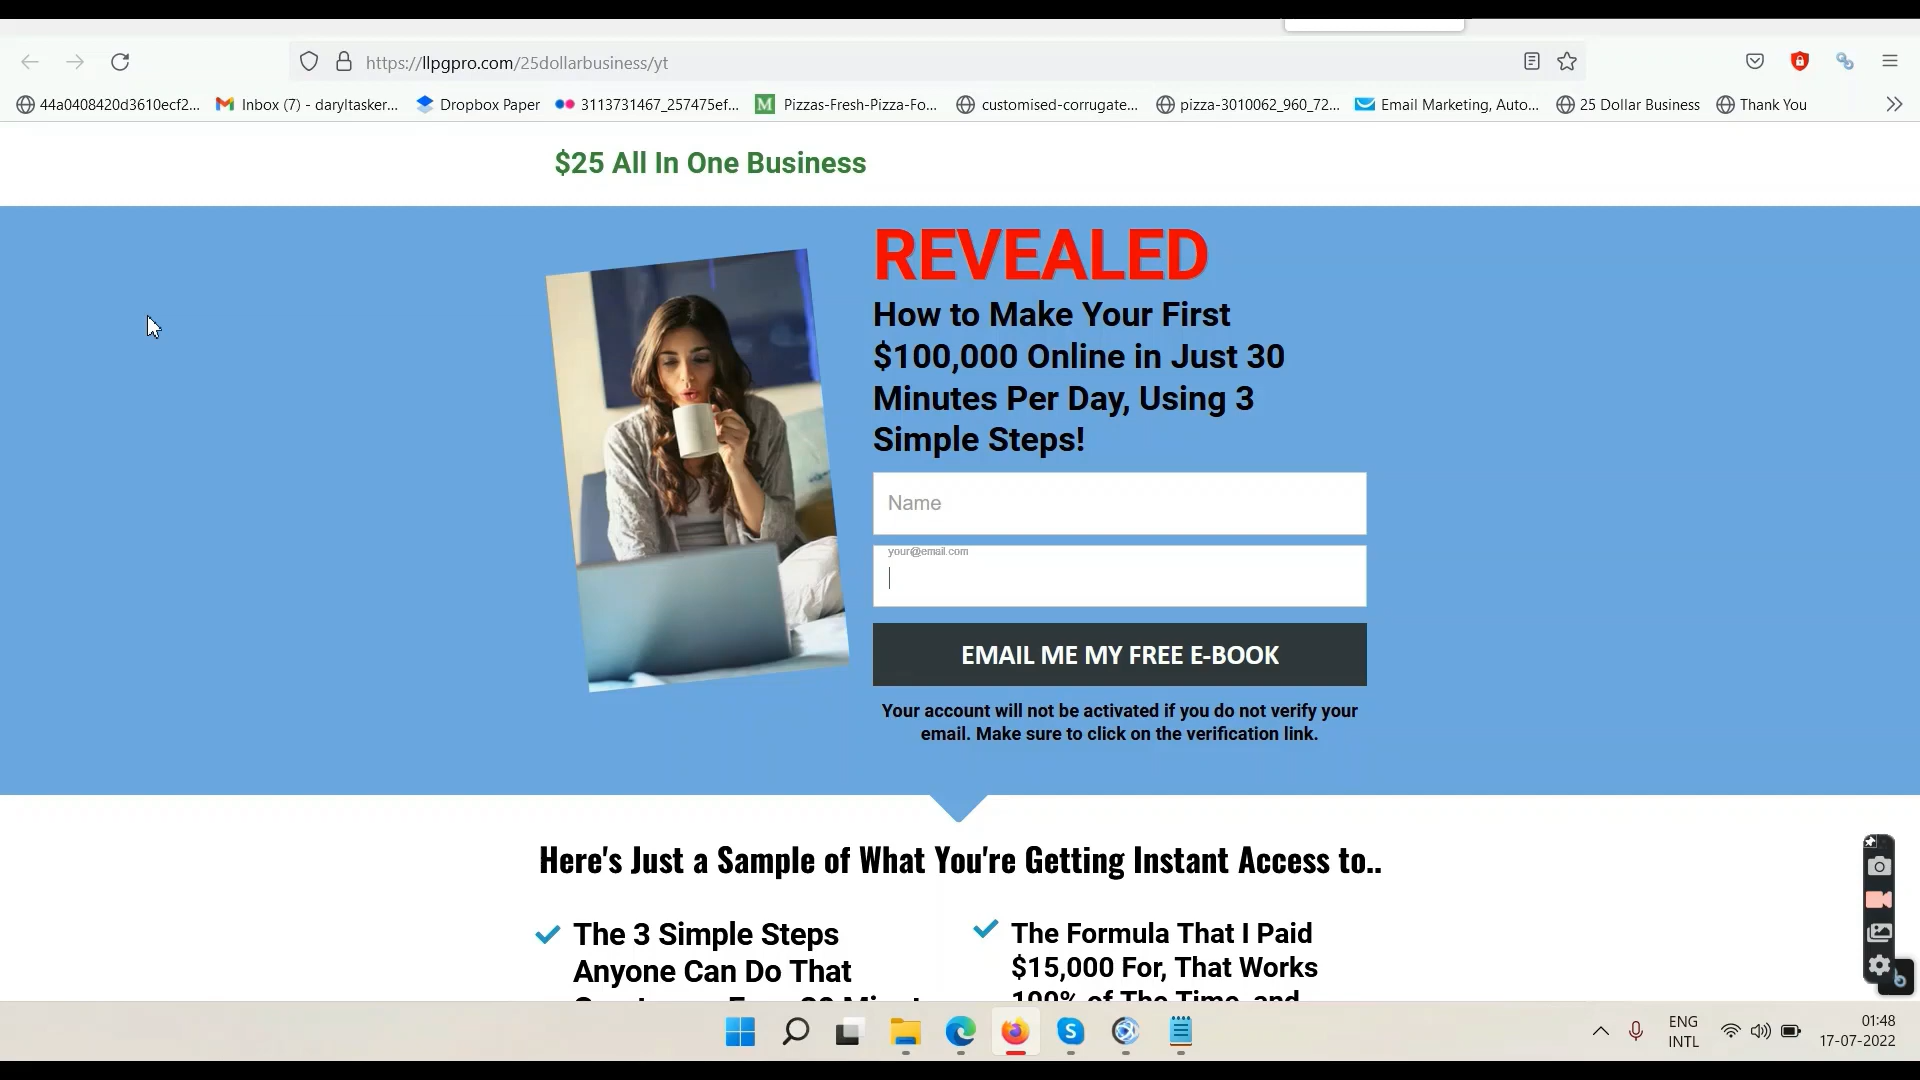 https://llpgpro.com/25dollarbusiness/yt
44a0408420d3610ecf2... Inbox (7) - daryltasker... Dropbox Paper 3113731467_257475ef... M Pizzas-Fresh-Pizza-Fo... customised-corrugate... pizza-3010062_960_72... Email Marketing, Auto... 25 Dollar Business Thank You
$25 All In One Business
REVEALED
How to Make Your First
$100,000 Online in Just 30
Minutes Per Day, Using 3
Simple Steps!
Name
your@email.com
EMAIL ME MY FREE E-BOOK
Your account will not be activated if you do not verify your
email. Make sure to click on the verification link.
Here's Just a Sample of What You're Getting Instant Access to..
The 3 Simple Steps
Anyone Can Do That
The Formula That I Paid
$15,000 For, That Works
100% of The Time, and
ENG
INTL
01:48
17-07-2022